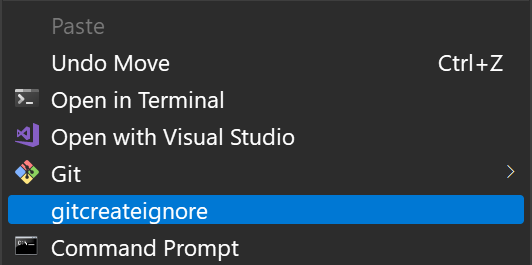 Paste
Undo Move Ctrl+Z
Open in Terminal
Open with Visual Studio
Git
gitcreateignore
Command Prompt